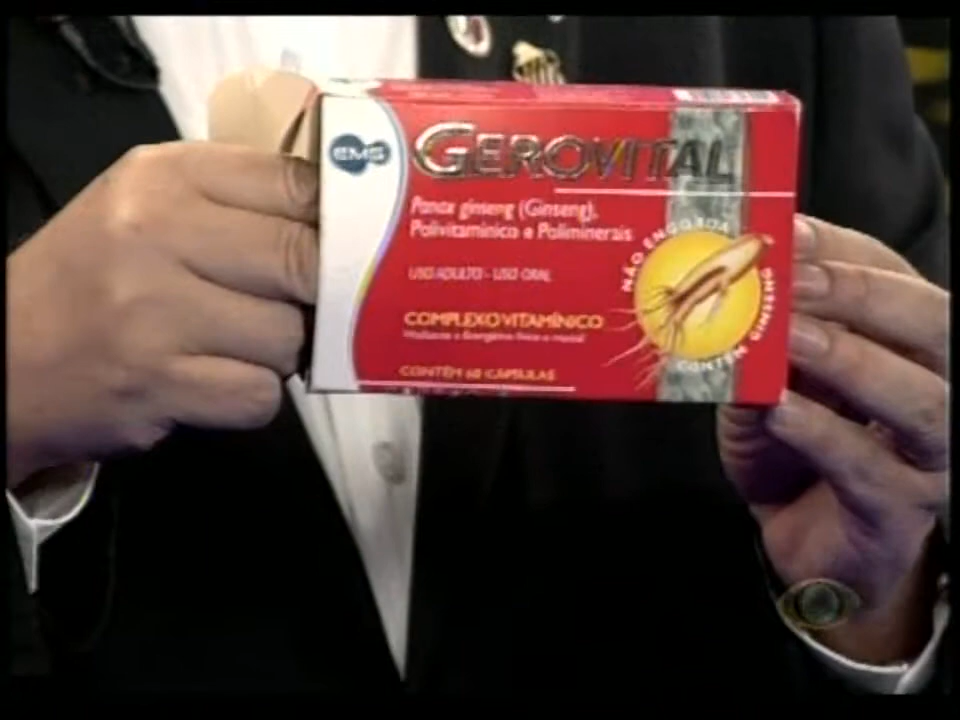 EMS
GEROVITAL
Panax ginseng (Ginseng),
Polivitamínico e Poliminerais
USO ADULTO - USO ORAL
COMPLEXO VITAMÍNICO
CONTÉM 60 CÁPSULAS
NÃO ENGORDA
CONTÉM GINSENG